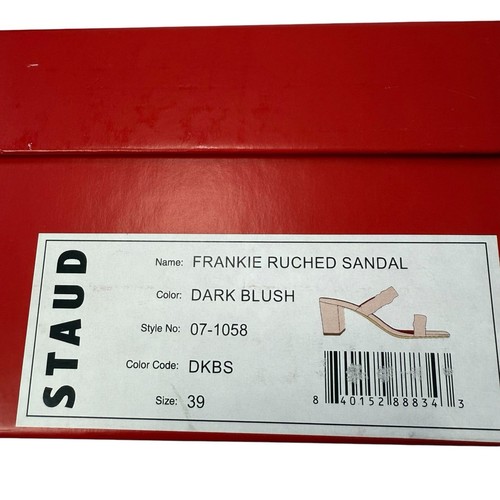 STAUD
Name: FRANKIE RUCHED SANDAL
Color: DARK BLUSH
Style No: 07-1058
Color Code: DKBS
Size: 39
8 40152 88834 3